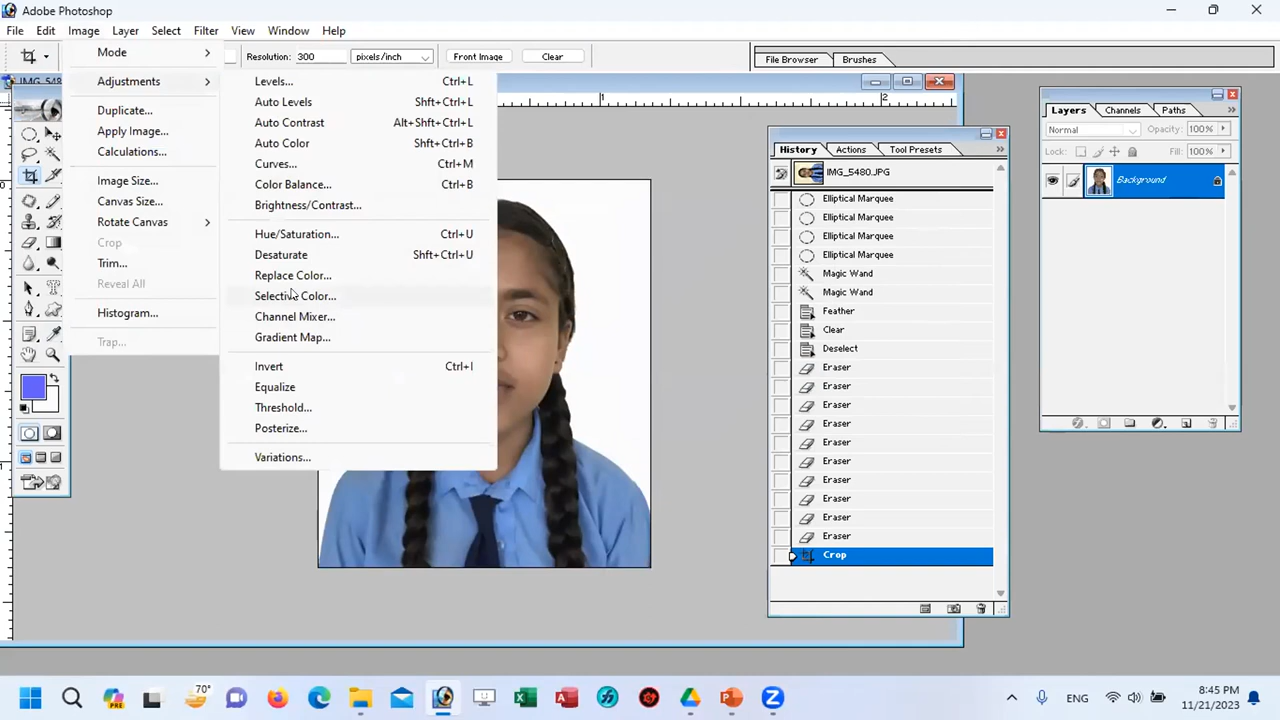 Adobe Photoshop
File Edit Image Layer Select Filter View Window Help
Resolution: 300 pixels/inch Front Image Clear File Browser Brushes
Mode
Adjustments
Duplicate...
Apply Image...
Calculations...
Image Size...
Canvas Size...
Rotate Canvas
Crop
Trim...
Reveal All
Histogram...
Trap...
Levels... Ctrl+L
Auto Levels Shft+Ctrl+L
Auto Contrast Alt+Shft+Ctrl+L
Auto Color Shft+Ctrl+B
Curves... Ctrl+M
Color Balance... Ctrl+B
Brightness/Contrast...
Hue/Saturation... Ctrl+U
Desaturate Shft+Ctrl+U
Replace Color...
Selective Color...
Channel Mixer...
Gradient Map...
Invert Ctrl+I
Equalize
Threshold...
Posterize...
Variations...
IMG_548
1 2
History Actions Tool Presets
IMG_5480.JPG
Elliptical Marquee
Elliptical Marquee
Elliptical Marquee
Elliptical Marquee
Magic Wand
Magic Wand
Feather
Clear
Deselect
Eraser
Eraser
Eraser
Eraser
Eraser
Eraser
Eraser
Eraser
Eraser
Eraser
Crop
Layers Channels Paths
Normal Opacity: 100%
Lock: Fill: 100%
Background
PRE 70° ENG 8:45 PM
11/21/2023